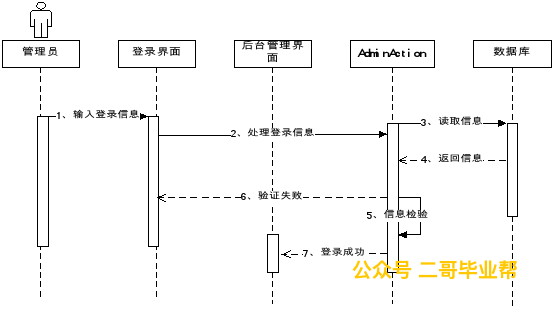 管理员
登录界面
后台管理界
面
AdminAction
数据库
1、输入登录信息
2、处理登录信息
3、读取信息
4、返回信息
6、验证失败
5、信息检验
7、登录成功
公众号 二哥毕业帮